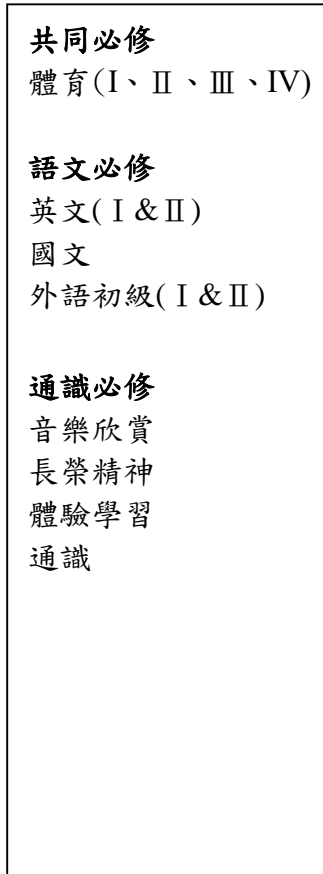 共同必修
體育(I、Ⅱ、Ⅲ、IV)
語文必修
英文(Ⅰ&Ⅱ)
國文
外語初級(Ⅰ&Ⅱ)
通識必修
音樂欣賞
長榮精神
體驗學習
通識